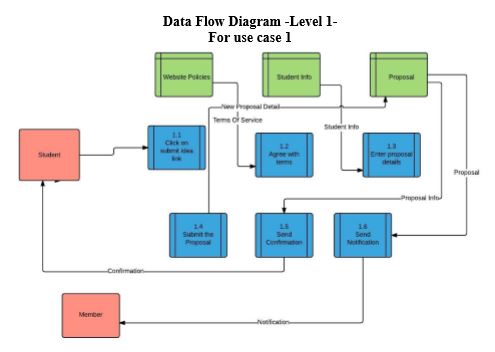 Data Flow Diagram -Level 1-
For use case 1
Website Policies
Student Info
Proposal
New Proposal Detail
Terms Of Service
Student Info
Student
1.1
Click on
submit idea
link
1.2
Agree with
terms
1.3
Enter proposal
details
Proposal
Proposal Info
1.4
Submit the
Proposal
1.5
Send
Confirmation
1.6
Send
Notification
Confirmation
Member
Notification